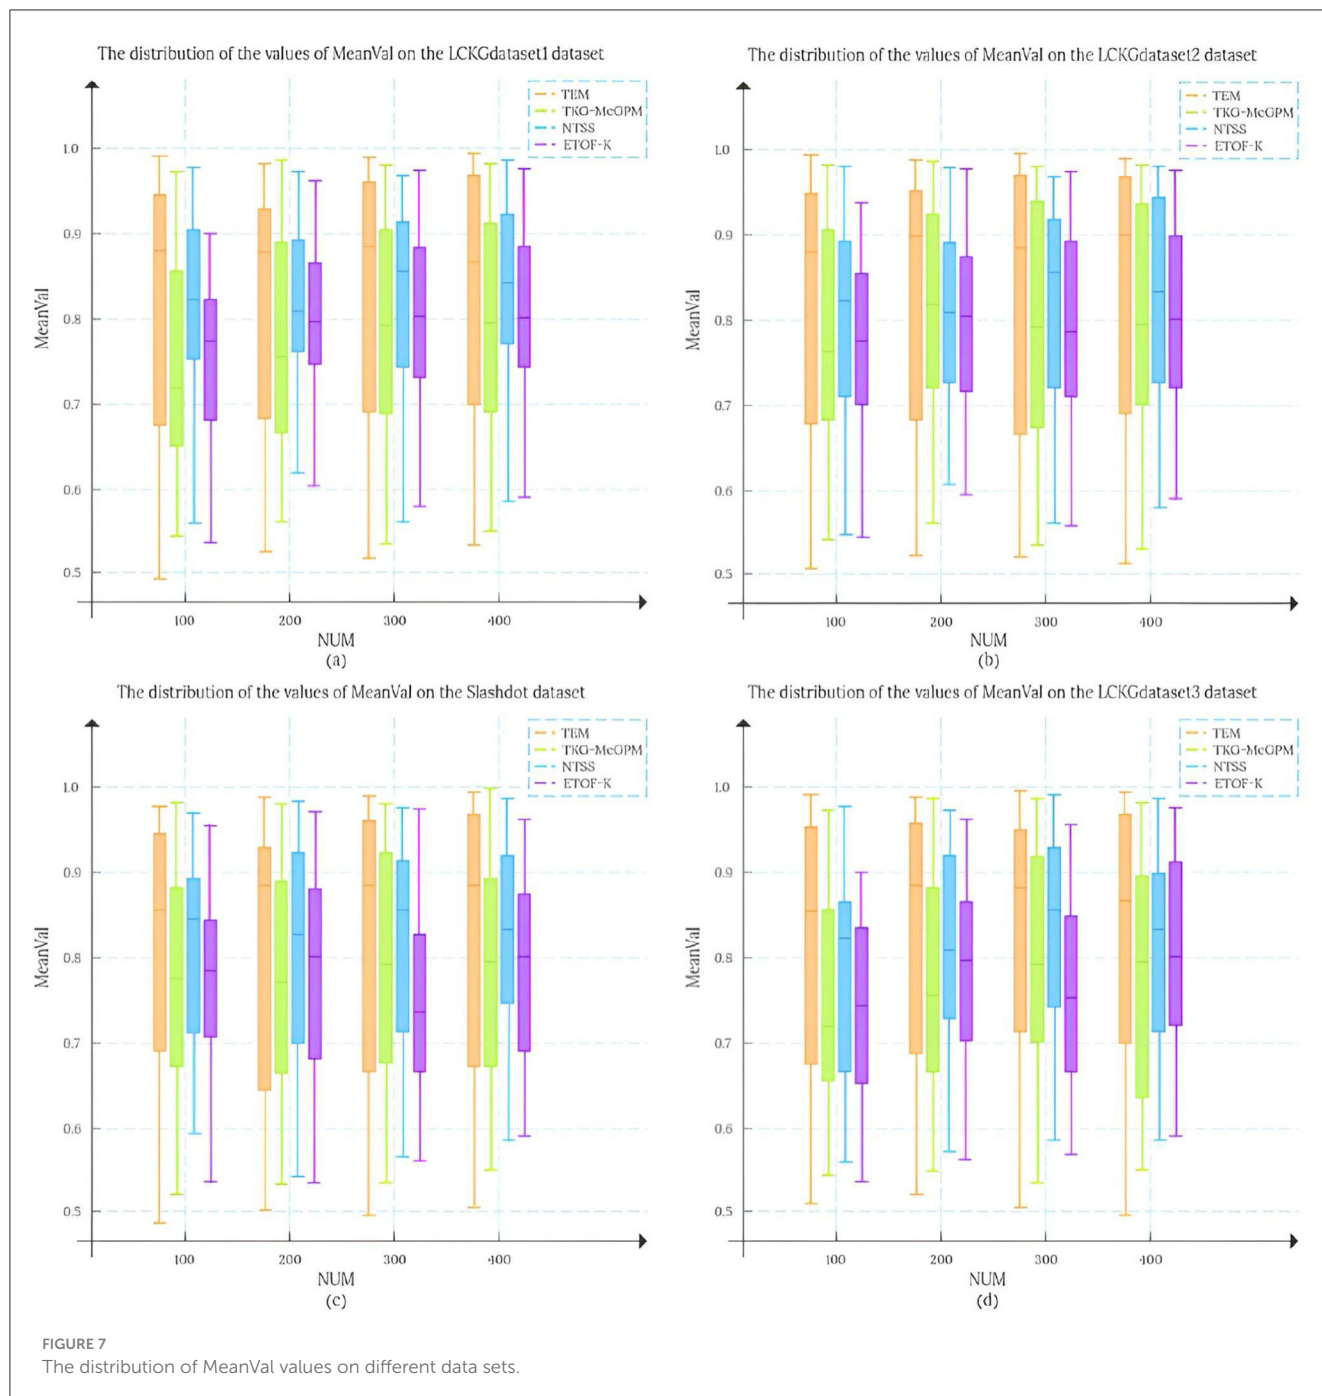 The distribution of the values of MeanVal on the LCKGdataset1 dataset
TEM
TKG-McGPM
NTSS
ETOF-K
1.0
0.9
0.8
0.7
0.6
0.5
MeanVal
100
200
300
400
NUM
(a)
The distribution of the values of MeanVal on the LCKGdataset2 dataset
TEM
TKG-McGPM
NTSS
ETOF-K
1.0
0.9
0.8
0.7
0.6
0.5
MeanVal
100
200
300
400
NUM
(b)
The distribution of the values of MeanVal on the Slashdot dataset
TEM
TKG-McGPM
NTSS
ETOF-K
1.0
0.9
0.8
0.7
0.6
0.5
MeanVal
100
200
300
400
NUM
(c)
The distribution of the values of MeanVal on the LCKGdataset3 dataset
TEM
TKG-McGPM
NTSS
ETOF-K
1.0
0.9
0.8
0.7
0.6
0.5
MeanVal
100
200
300
400
NUM
(d)
FIGURE 7
The distribution of MeanVal values on different data sets.